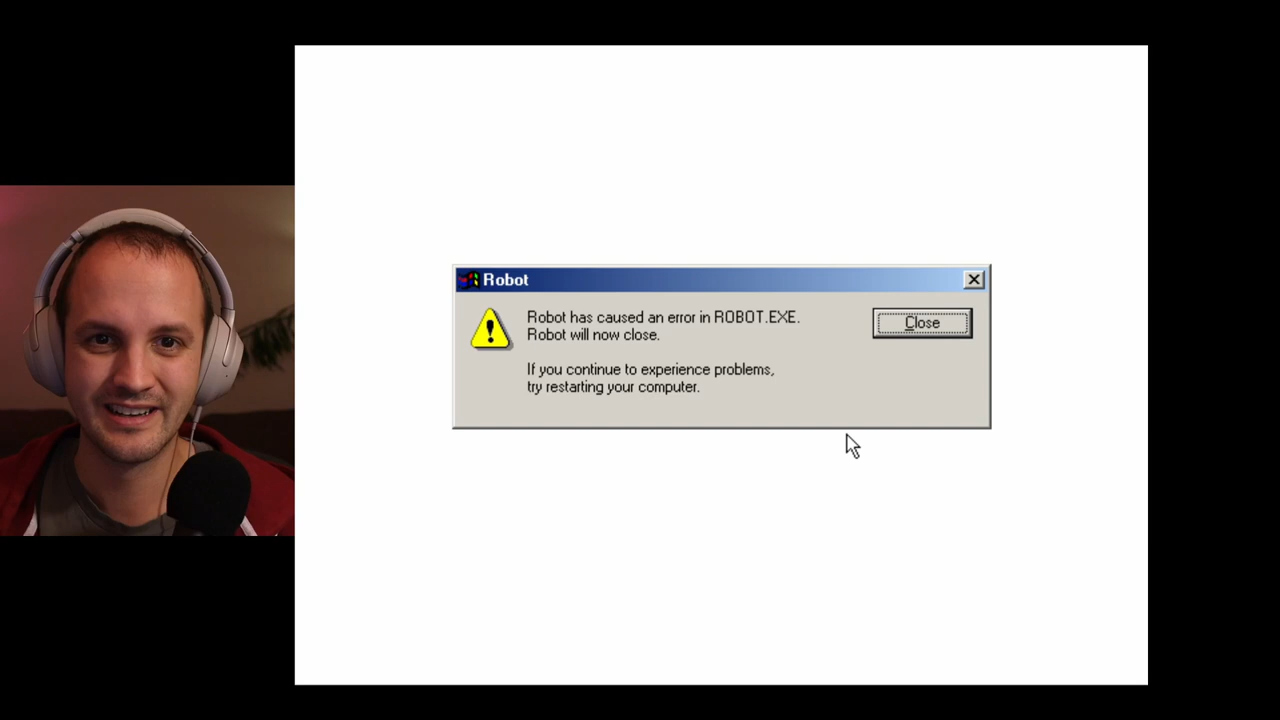 Robot
Robot has caused an error in ROBOT.EXE.
Robot will now close.
Close
If you continue to experience problems,
try restarting your computer.